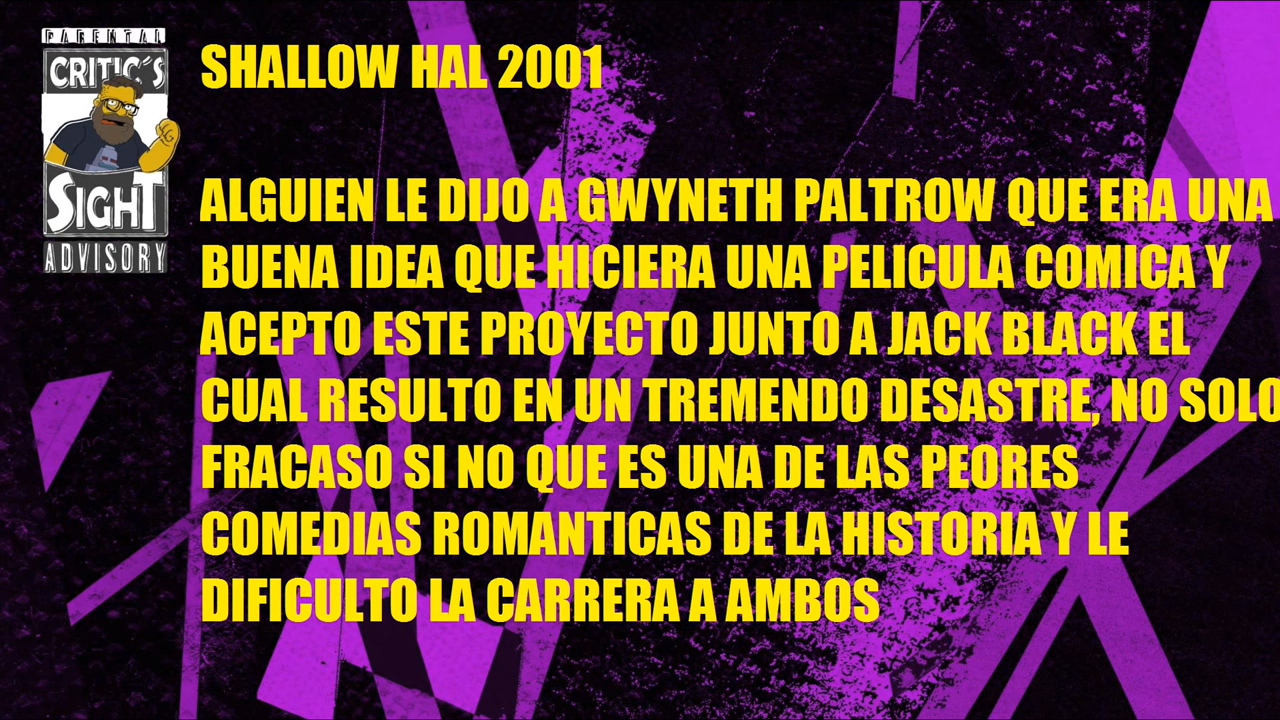 PARENTAL
CRITIC´S
SIGHT
ADVISORY
SHALLOW HAL 2001
ALGUIEN LE DIJO A GWYNETH PALTROW QUE ERA UNA
BUENA IDEA QUE HICIERA UNA PELICULA COMICA Y
ACEPTO ESTE PROYECTO JUNTO A JACK BLACK EL
CUAL RESULTO EN UN TREMENDO DESASTRE, NO SOLO
FRACASO SI NO QUE ES UNA DE LAS PEORES
COMEDIAS ROMANTICAS DE LA HISTORIA Y LE
DIFICULTO LA CARRERA A AMBOS